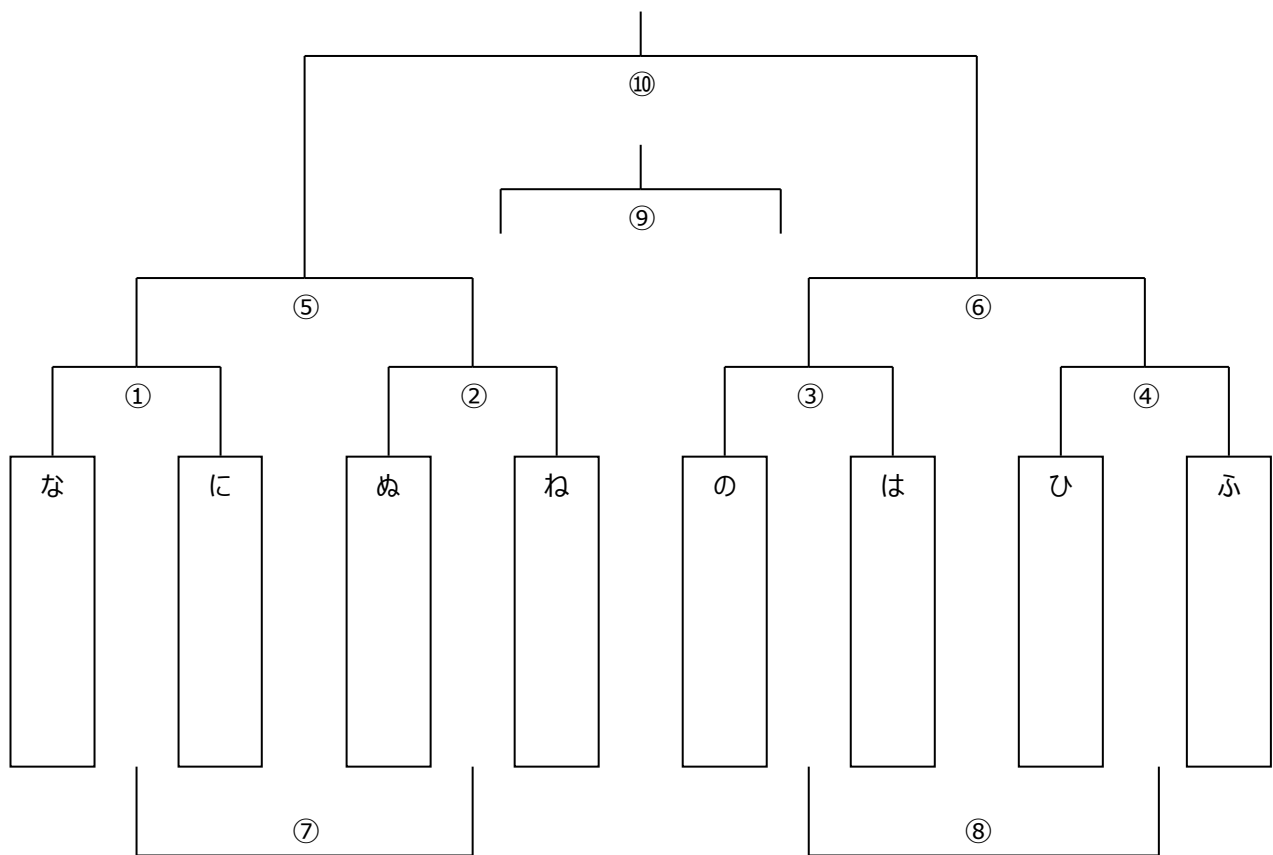 ⑩
⑨
⑤ ⑥
① ② ③ ④
な に ぬ ね の は ひ ふ
⑦ ⑧